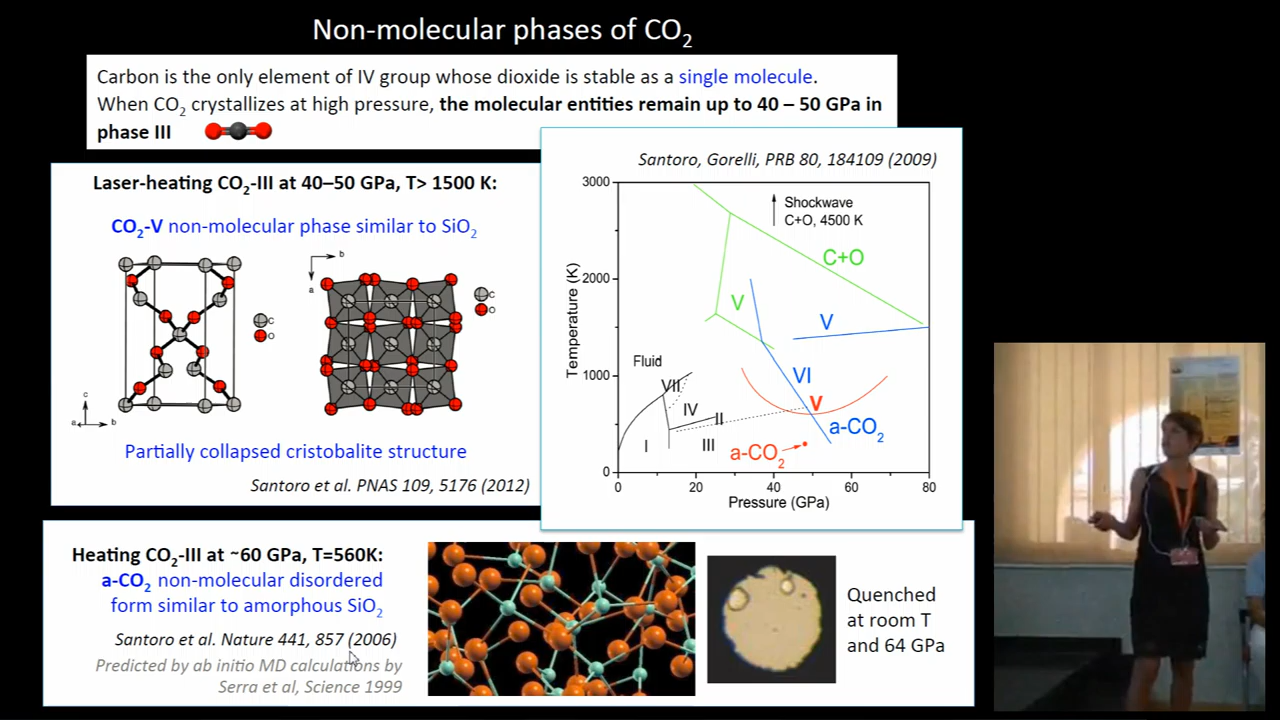 Non-molecular phases of CO2
Carbon is the only element of IV group whose dioxide is stable as a single molecule.
When CO2 crystallizes at high pressure, the molecular entities remain up to 40 – 50 GPa in
phase III
Laser-heating CO2-III at 40–50 GPa, T> 1500 K:
CO2-V non-molecular phase similar to SiO2
C
O
c
a
b
b
a
C
O
Partially collapsed cristobalite structure
Santoro et al. PNAS 109, 5176 (2012)
Santoro, Gorelli, PRB 80, 184109 (2009)
Temperature (K)
3000
2000
1000
0
Shockwave
C+O, 4500 K
C+O
V
V
Fluid
VII
VI
IV
II
V
I
III
a-CO2
a-CO2
0
20
40
60
80
Pressure (GPa)
Heating CO2-III at ~60 GPa, T=560K:
a-CO2 non-molecular disordered
form similar to amorphous SiO2
Santoro et al. Nature 441, 857 (2006)
Predicted by ab initio MD calculations by
Serra et al, Science 1999
Quenched
at room T
and 64 GPa